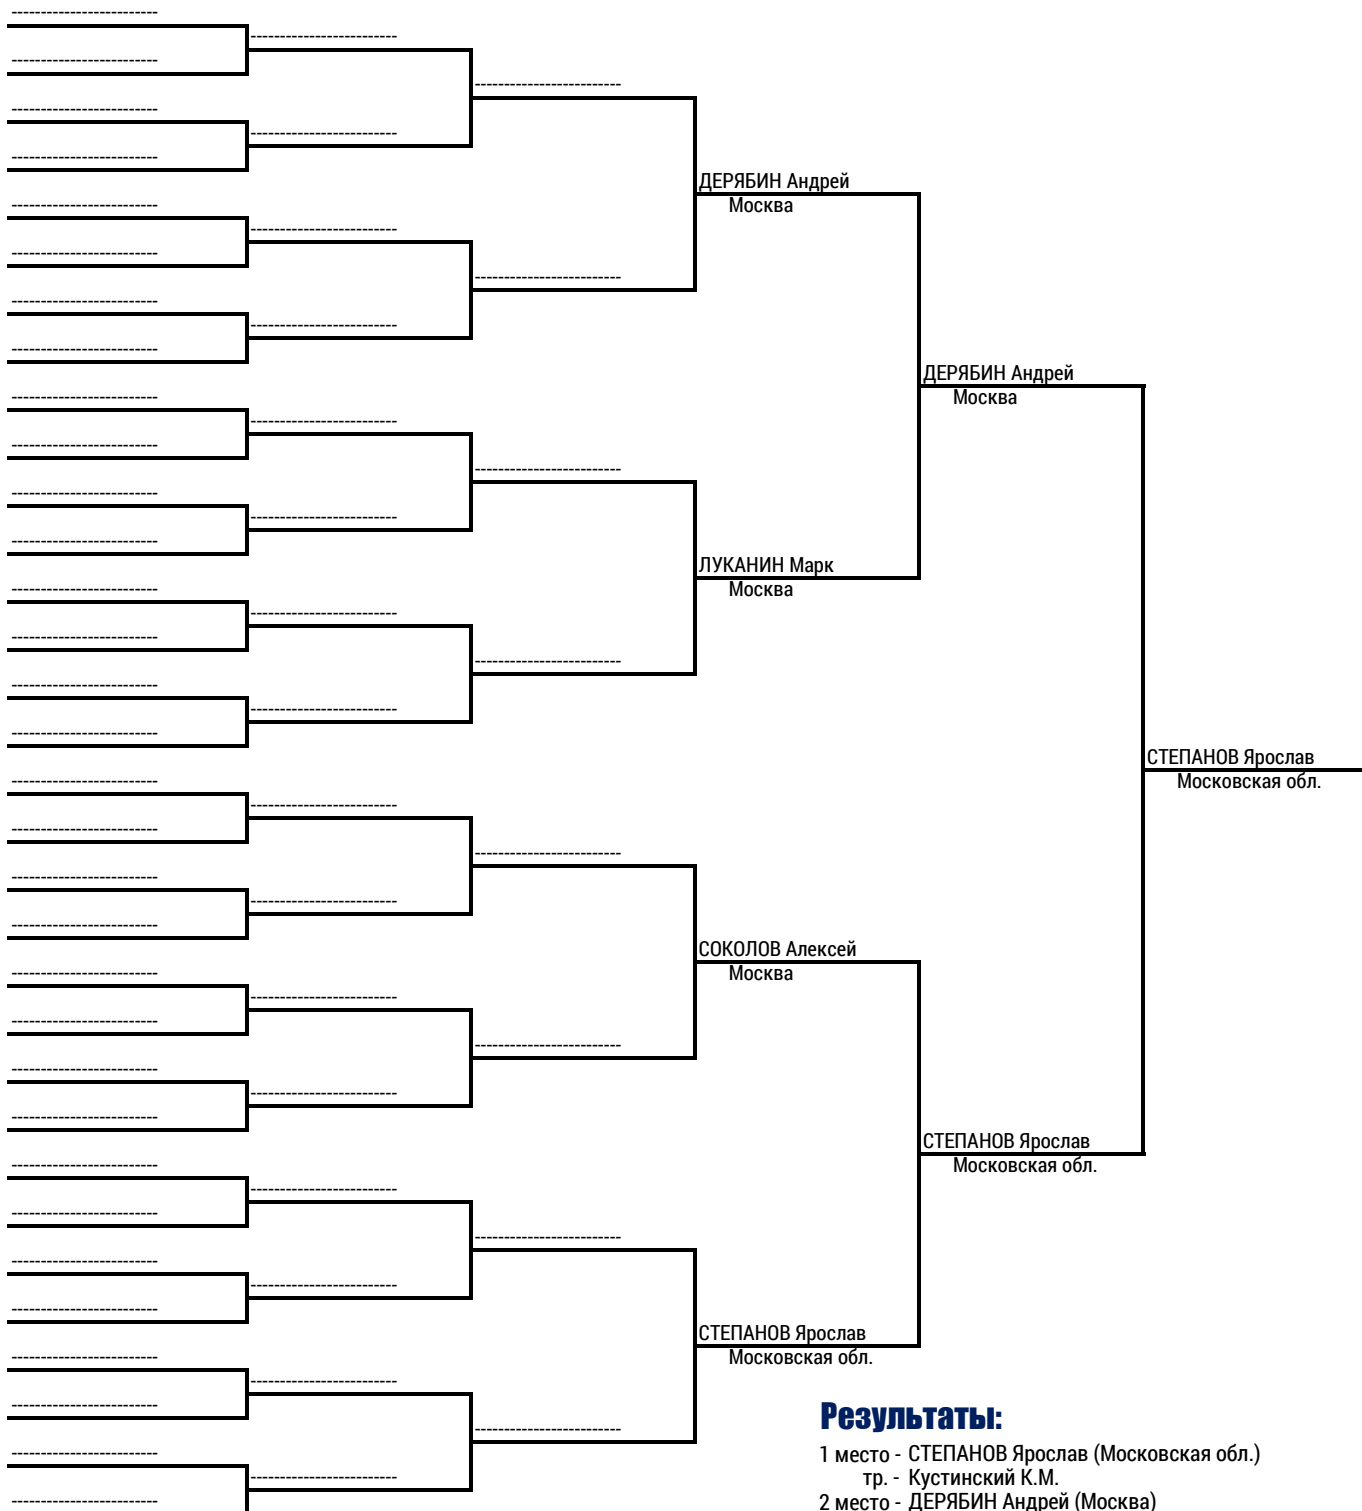 ДЕРЯБИН Андрей
Москва
ДЕРЯБИН Андрей
Москва
ЛУКАНИН Марк
Москва
СТЕПАНОВ Ярослав
Московская обл.
СОКОЛОВ Алексей
Москва
СТЕПАНОВ Ярослав
Московская обл.
СТЕПАНОВ Ярослав
Московская обл.
Результаты:
1 место - СТЕПАНОВ Ярослав (Московская обл.)
тр. - Кустинский К.М.
2 место - ДЕРЯБИН Андрей (Москва)